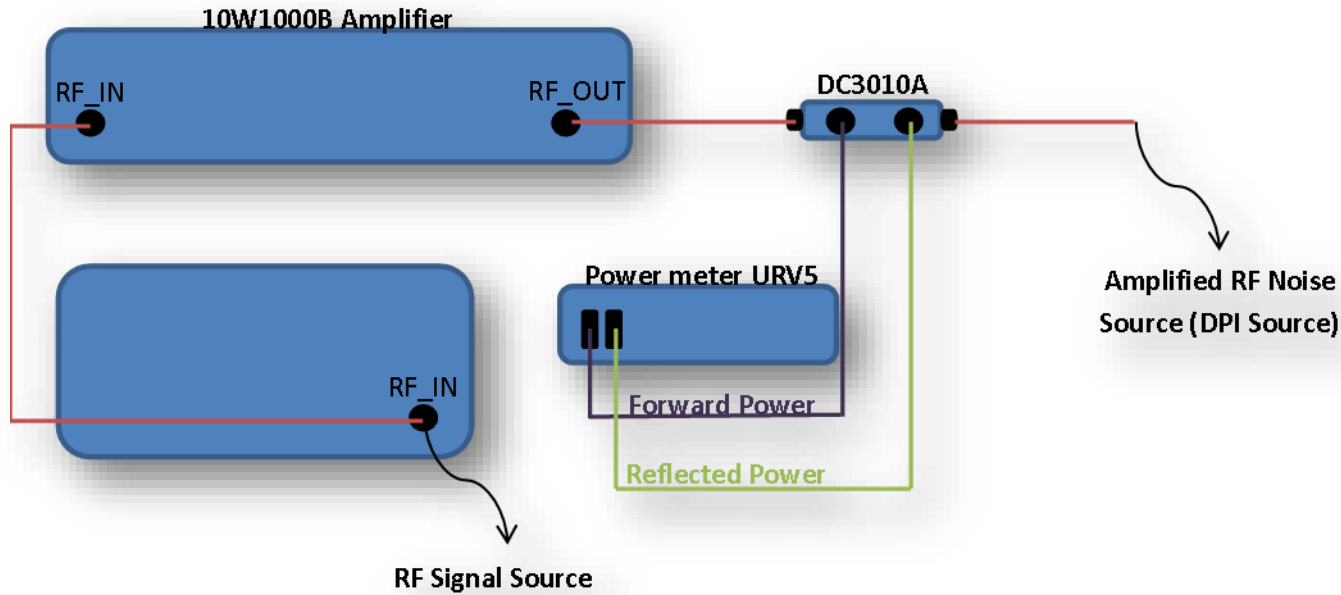 10W1000B Amplifier
RF_IN
RF_OUT
DC3010A
Amplified RF Noise
Source (DPI Source)
Power meter URV5
RF_IN
Forward Power
Reflected Power
RF Signal Source